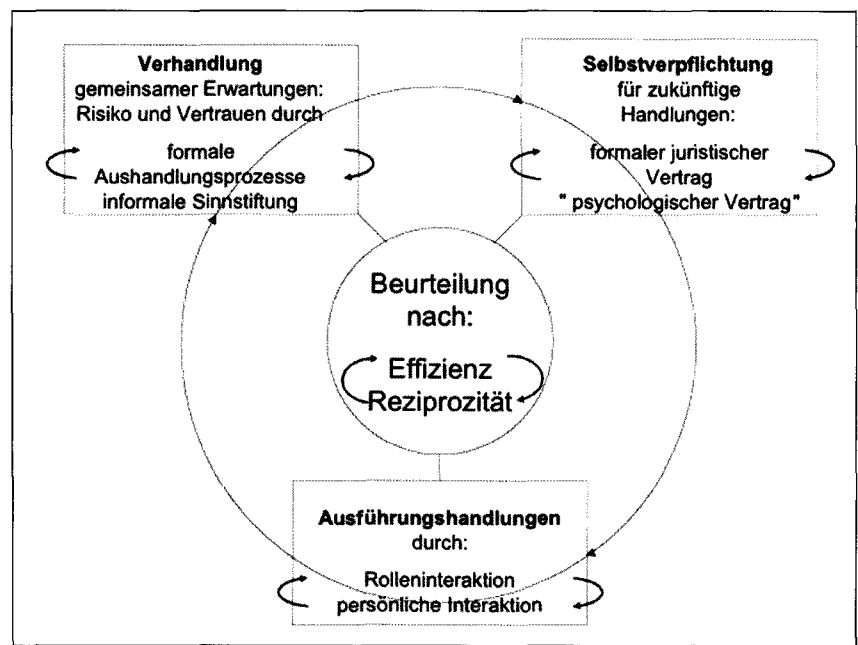 Verhandlung
gemeinsamer Erwartungen:
Risiko und Vertrauen durch
formale
Aushandlungsprozesse
informale Sinnstiftung
Selbstverpflichtung
für zukünftige
Handlungen:
formaler juristischer
Vertrag
" psychologischer Vertrag"
Beurteilung
nach:
Effizienz
Reziprozität
Ausführungshandlungen
durch:
Rolleninteraktion
persönliche Interaktion